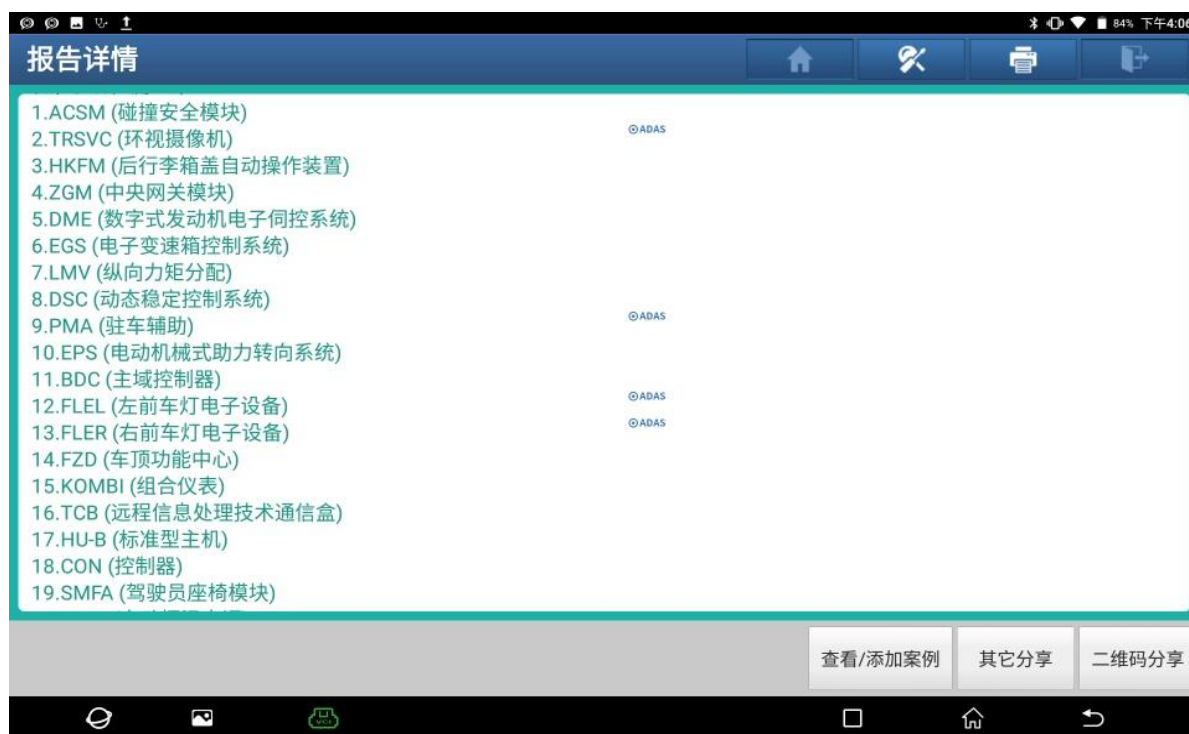 84% 下午4:06
报告详情
1.ACSM (碰撞安全模块)
2.TRSVC (环视摄像机) ADAS
3.HKFM (后行李箱盖自动操作装置)
4.ZGM (中央网关模块)
5.DME (数字式发动机电子伺控系统)
6.EGS (电子变速箱控制系统)
7.LMV (纵向力矩分配)
8.DSC (动态稳定控制系统)
9.PMA (驻车辅助) ADAS
10.EPS (电动机械式助力转向系统)
11.BDC (主域控制器)
12.FLEL (左前车灯电子设备) ADAS
13.FLER (右前车灯电子设备) ADAS
14.FZD (车顶功能中心)
15.KOMBI (组合仪表)
16.TCB (远程信息处理技术通信盒)
17.HU-B (标准型主机)
18.CON (控制器)
19.SMFA (驾驶员座椅模块)
查看/添加案例 其它分享 二维码分享
VCI